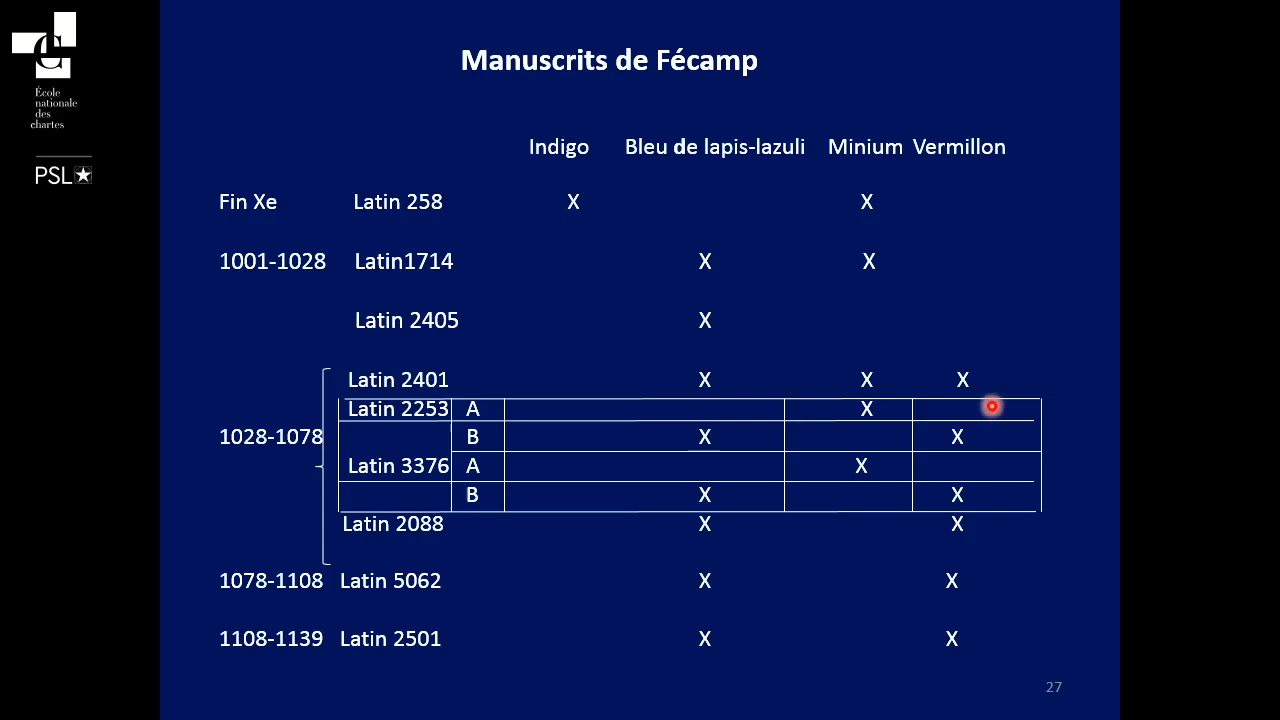 École
nationale
des
chartes
PSL
Manuscrits de Fécamp
Indigo Bleu de lapis-lazuli Minium Vermillon
Fin Xe Latin 258 X X
1001-1028 Latin1714 X X
Latin 2405 X
Latin 2401 X X X
Latin 2253 A X
1028-1078 B X X
Latin 3376 A X
B X X
Latin 2088 X X
1078-1108 Latin 5062 X X
1108-1139 Latin 2501 X X
27